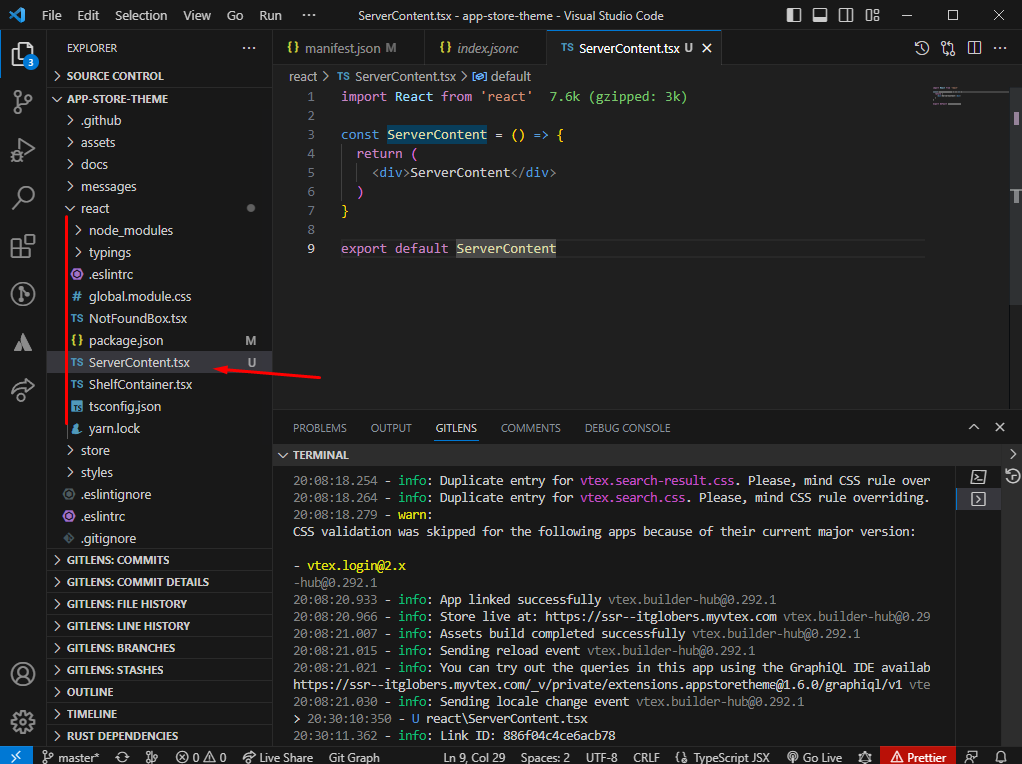 File Edit Selection View Go Run ··· ServerContent.tsx - app-store-theme - Visual Studio Code
3
EXPLORER ···
SOURCE CONTROL
APP-STORE-THEME
.github
assets
docs
messages
react
node_modules
typings
.eslintrc
# global.module.css
TS NotFoundBox.tsx
{} package.json M
TS ServerContent.tsx U
TS ShelfContainer.tsx
TS tsconfig.json
yarn.lock
store
styles
.eslintignore
.eslintrc
.gitignore
GITLENS: COMMITS
GITLENS: COMMIT DETAILS
GITLENS: FILE HISTORY
GITLENS: LINE HISTORY
GITLENS: BRANCHES
GITLENS: STASHES
OUTLINE
TIMELINE
RUST DEPENDENCIES
{} manifest.json M {} index.jsonc TS ServerContent.tsx U
react > TS ServerContent.tsx > default
1 import React from 'react' 7.6k (gzipped: 3k)
2
3 const ServerContent = () => {
4 return (
5 <div>ServerContent</div>
6 )
7 }
8
9 export default ServerContent
PROBLEMS OUTPUT GITLENS COMMENTS DEBUG CONSOLE
TERMINAL
20:08:18.254 - info: Duplicate entry for vtex.search-result.css. Please, mind CSS rule over
20:08:18.264 - info: Duplicate entry for vtex.search.css. Please, mind CSS rule overriding.
20:08:18.279 - warn:
CSS validation was skipped for the following apps because of their current major version:
- vtex.login@2.x
-hub@0.292.1
20:08:20.933 - info: App linked successfully vtex.builder-hub@0.292.1
20:08:20.966 - info: Store live at: https://ssr--itglobers.myvtex.com vtex.builder-hub@0.29
20:08:21.007 - info: Assets build completed successfully vtex.builder-hub@0.292.1
20:08:21.015 - info: Sending reload event vtex.builder-hub@0.292.1
20:08:21.021 - info: You can try out the queries in this app using the GraphiQL IDE availab
https://ssr--itglobers.myvtex.com/_v/private/extensions.appstoretheme@1.6.0/graphiql/v1 vte
20:08:21.030 - info: Sending locale change event vtex.builder-hub@0.292.1
> 20:30:10:350 - U react\ServerContent.tsx
20:30:11.362 - info: Link ID: 886f04c4ce6acb78
master* 0 0 Live Share Git Graph Ln 9, Col 29 Spaces: 2 UTF-8 CRLF {} TypeScript JSX Go Live Prettier